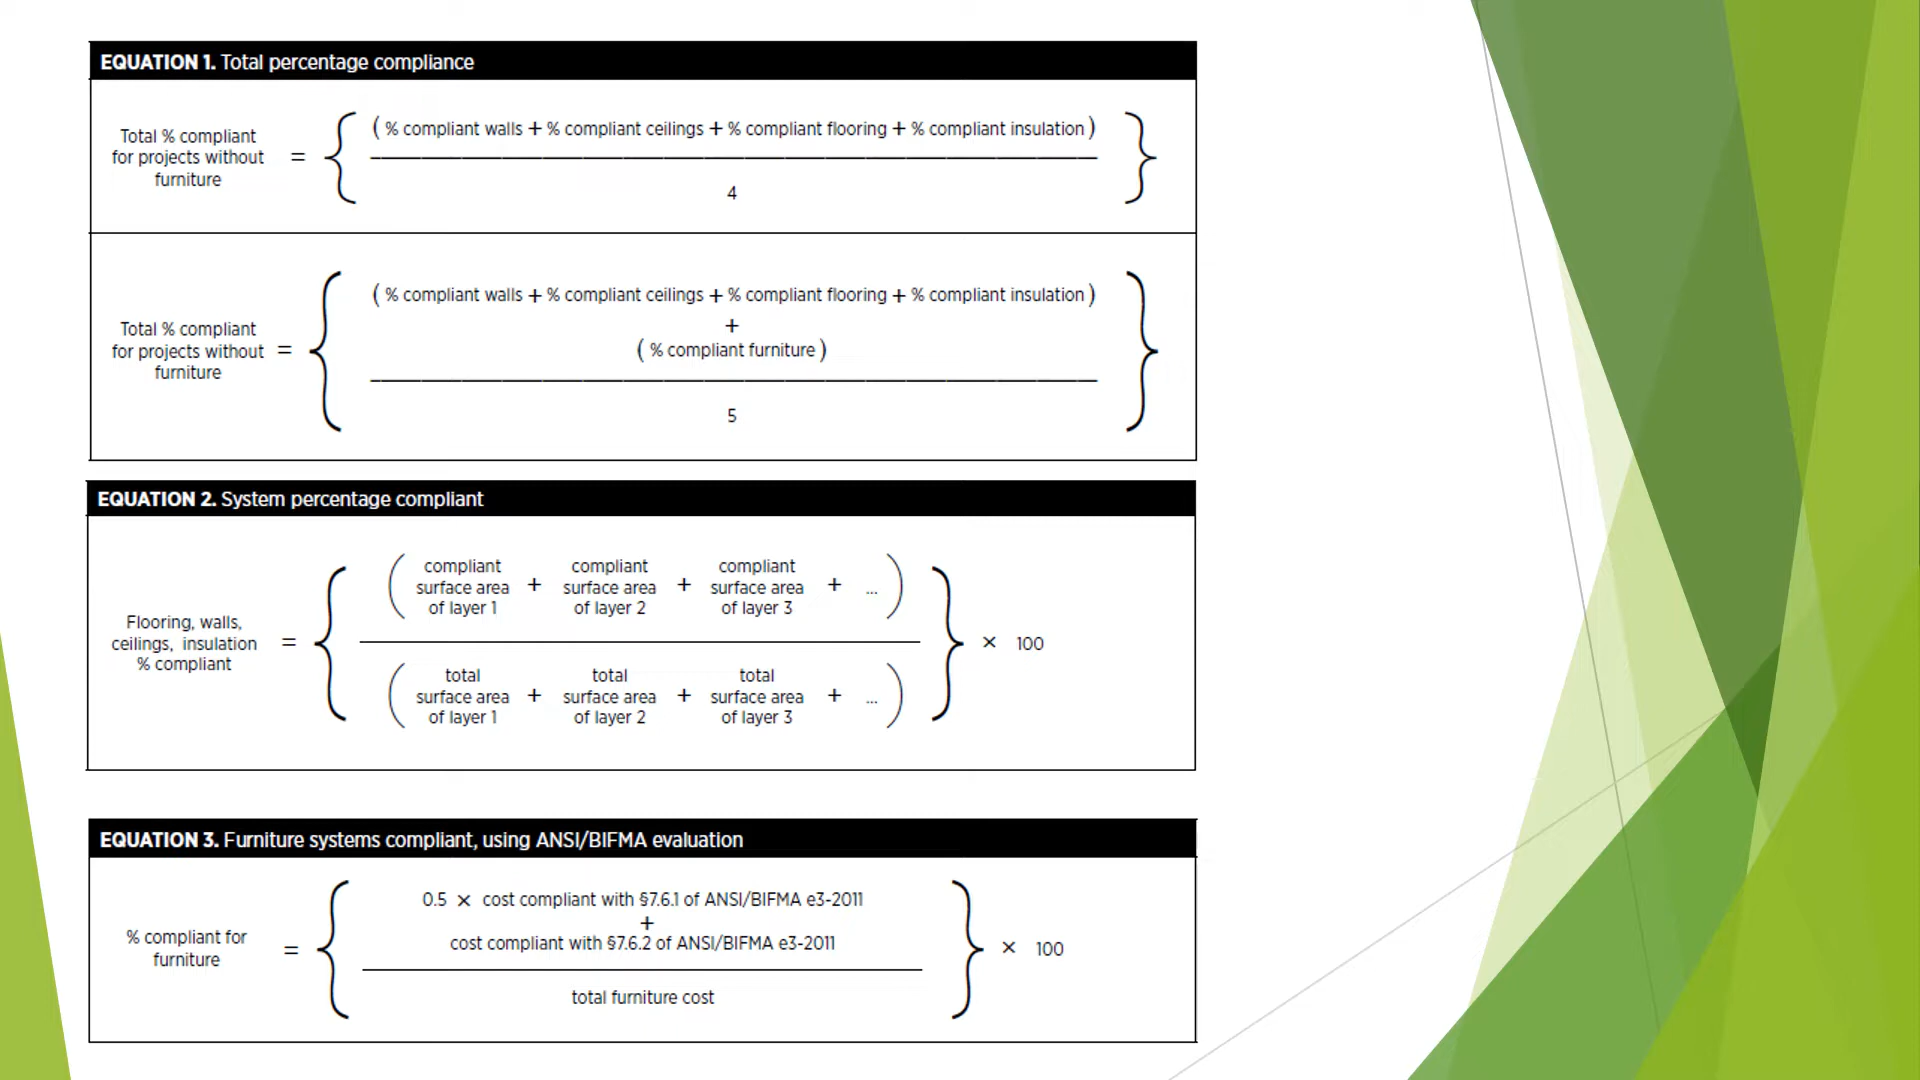 EQUATION 1. Total percentage compliance
Total % compliant
for projects without
furniture
=
( % compliant walls + % compliant ceilings + % compliant flooring + % compliant insulation )
4
Total % compliant
for projects without
furniture
=
( % compliant walls + % compliant ceilings + % compliant flooring + % compliant insulation )
+
( % compliant furniture )
5
EQUATION 2. System percentage compliant
Flooring, walls,
ceilings, insulation
% compliant
=
compliant surface area of layer 1 + compliant surface area of layer 2 + compliant surface area of layer 3 + ...
total surface area of layer 1 + total surface area of layer 2 + total surface area of layer 3 + ...
× 100
EQUATION 3. Furniture systems compliant, using ANSI/BIFMA evaluation
% compliant for
furniture
=
0.5 × cost compliant with §7.6.1 of ANSI/BIFMA e3-2011
+
cost compliant with §7.6.2 of ANSI/BIFMA e3-2011
total furniture cost
× 100